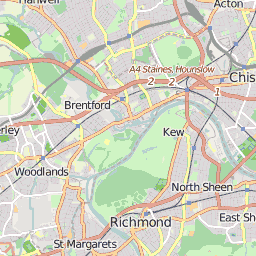 Hanwell
Acton
A4 Staines, Hounslow
2 2
1
Chis
Brentford
Kew
erley
Woodlands
North Sheen
Richmond
East Sh
St Margarets